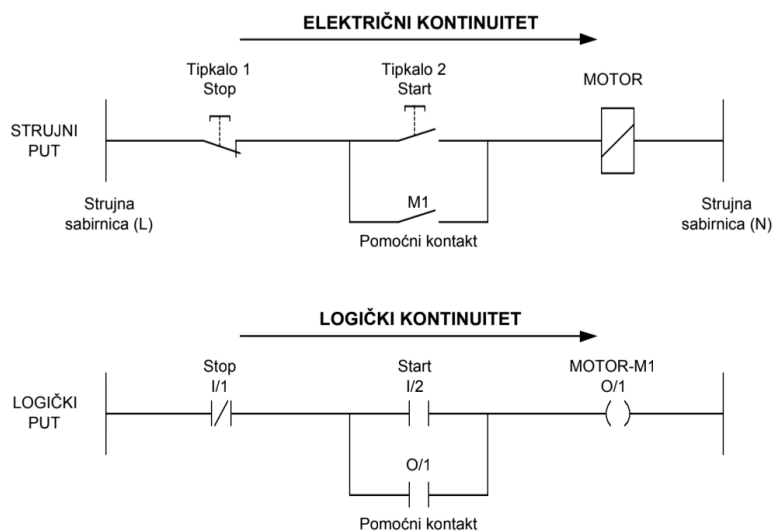 ELEKTRIČNI KONTINUITET
Tipkalo 1
Stop
Tipkalo 2
Start
MOTOR
STRUJNI
PUT
M1
Strujna
sabirnica (L)
Pomoćni kontakt
Strujna
sabirnica (N)
LOGIČKI KONTINUITET
Stop
I/1
Start
I/2
MOTOR-M1
O/1
LOGIČKI
PUT
O/1
Pomoćni kontakt